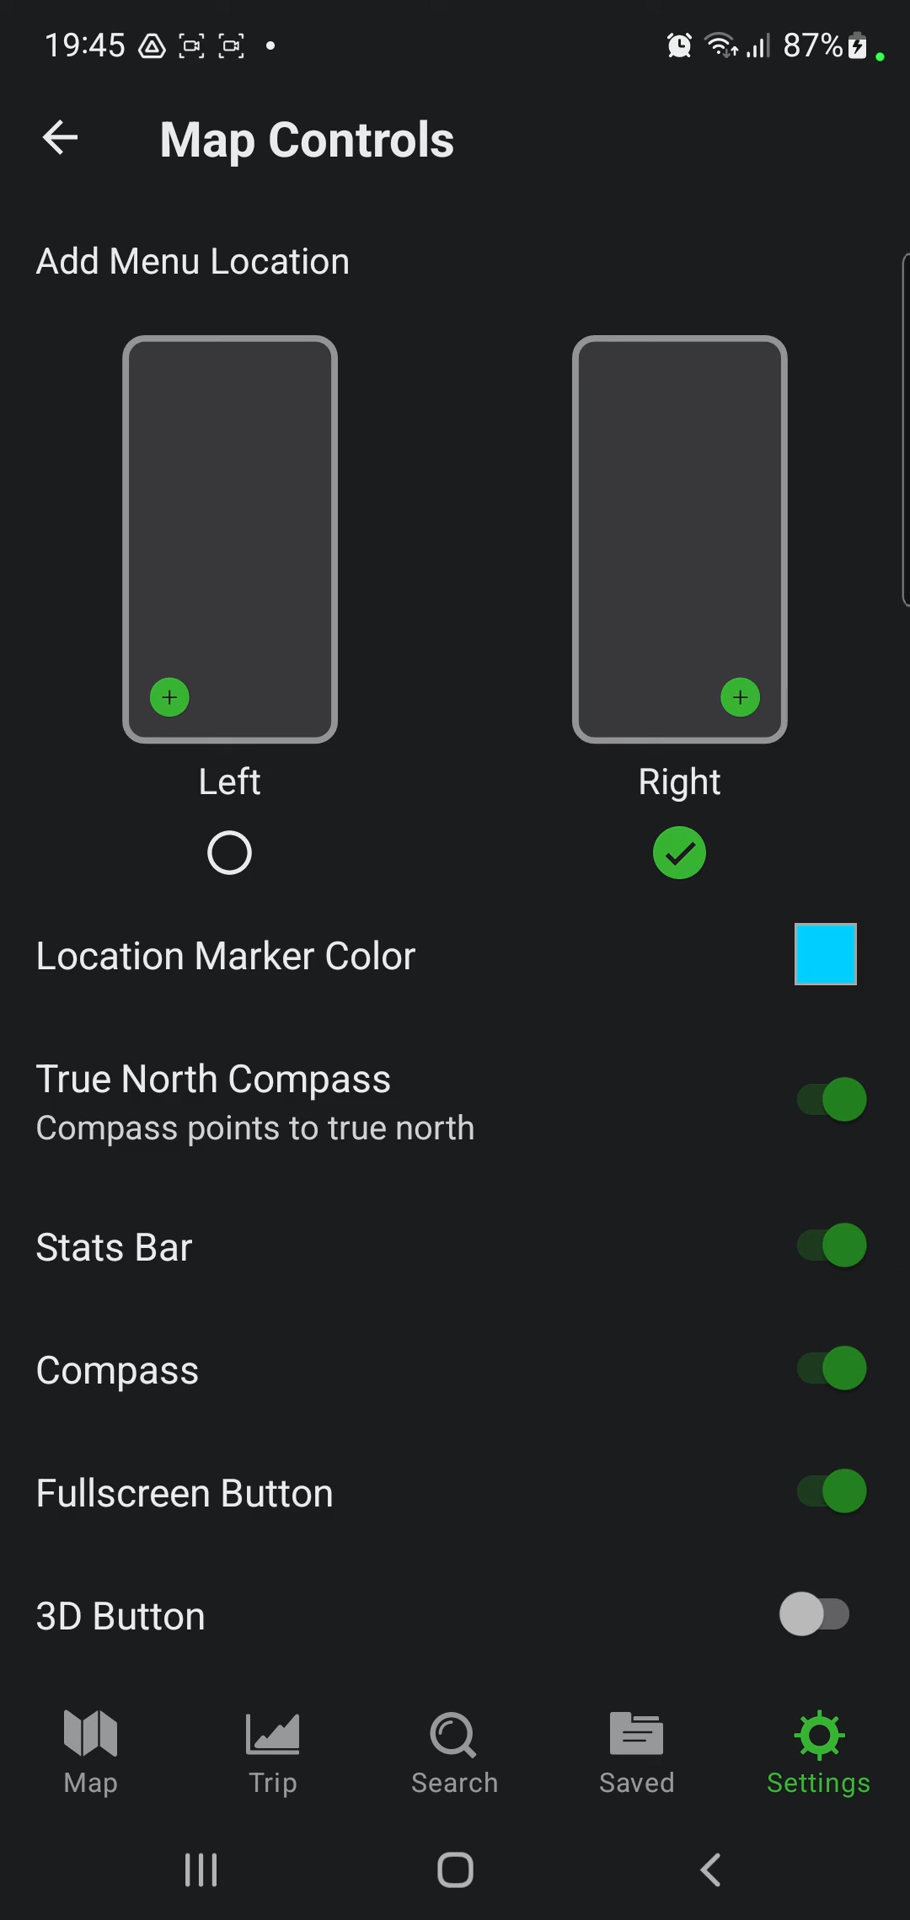 19:45 87%
Map Controls
Add Menu Location
Left Right
Location Marker Color
True North Compass
Compass points to true north
Stats Bar
Compass
Fullscreen Button
3D Button
Map Trip Search Saved Settings